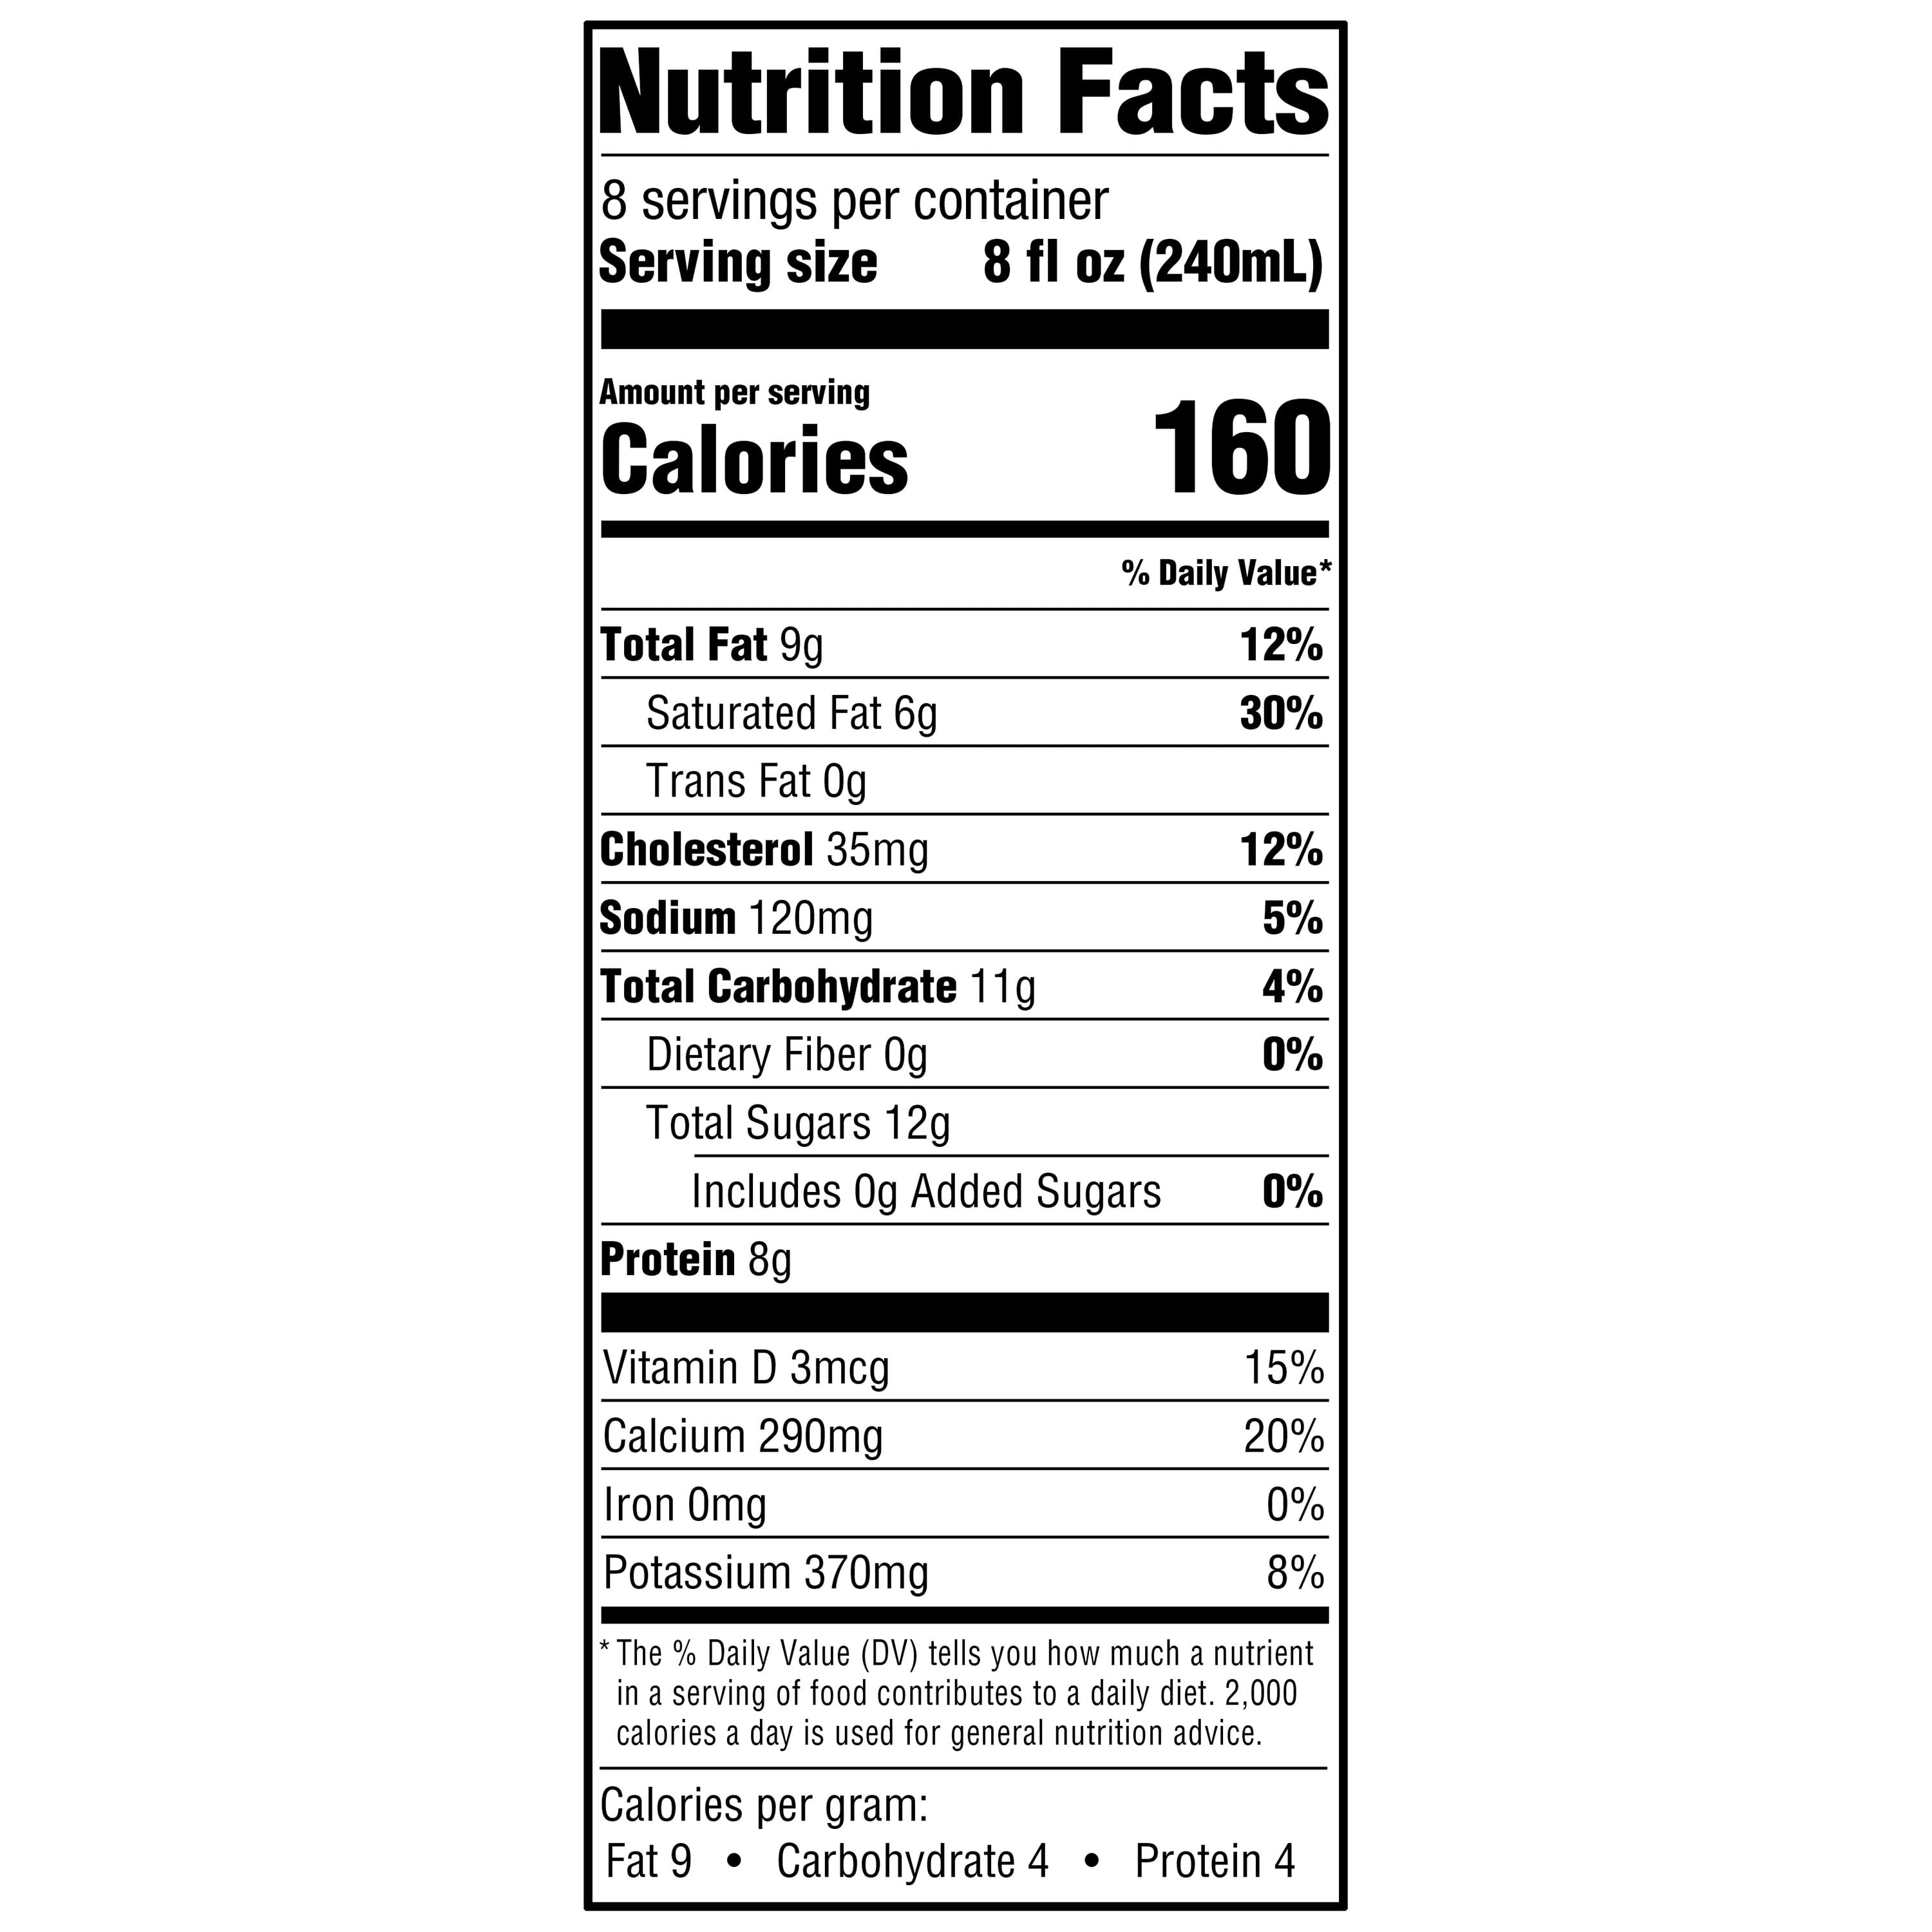 Nutrition Facts
8 servings per container
Serving size 8 fl oz (240mL)
Amount per serving
Calories 160
% Daily Value*
Total Fat 9g 12%
Saturated Fat 6g 30%
Trans Fat 0g
Cholesterol 35mg 12%
Sodium 120mg 5%
Total Carbohydrate 11g 4%
Dietary Fiber 0g 0%
Total Sugars 12g
Includes 0g Added Sugars 0%
Protein 8g
Vitamin D 3mcg 15%
Calcium 290mg 20%
Iron 0mg 0%
Potassium 370mg 8%
* The % Daily Value (DV) tells you how much a nutrient
in a serving of food contributes to a daily diet. 2,000
calories a day is used for general nutrition advice.
Calories per gram:
Fat 9 • Carbohydrate 4 • Protein 4